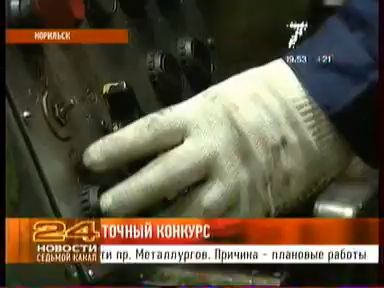 НОРИЛЬСК
7
19:53 +21°
24
НОВОСТИ
СЕДЬМОЙ КАНАЛ
ТОЧНЫЙ КОНКУРС
ти пр. Металлургов. Причина - плановые работы